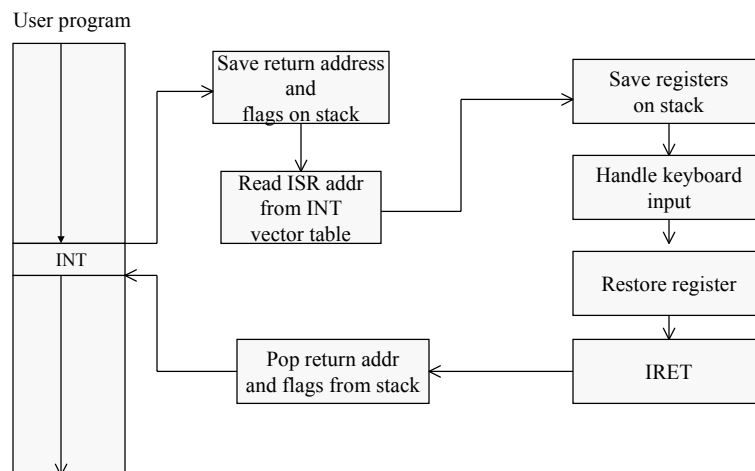 User program
Save return address
and
flags on stack
Read ISR addr
from INT
vector table
Save registers
on stack
Handle keyboard
input
INT
Restore register
Pop return addr
and flags from stack
IRET